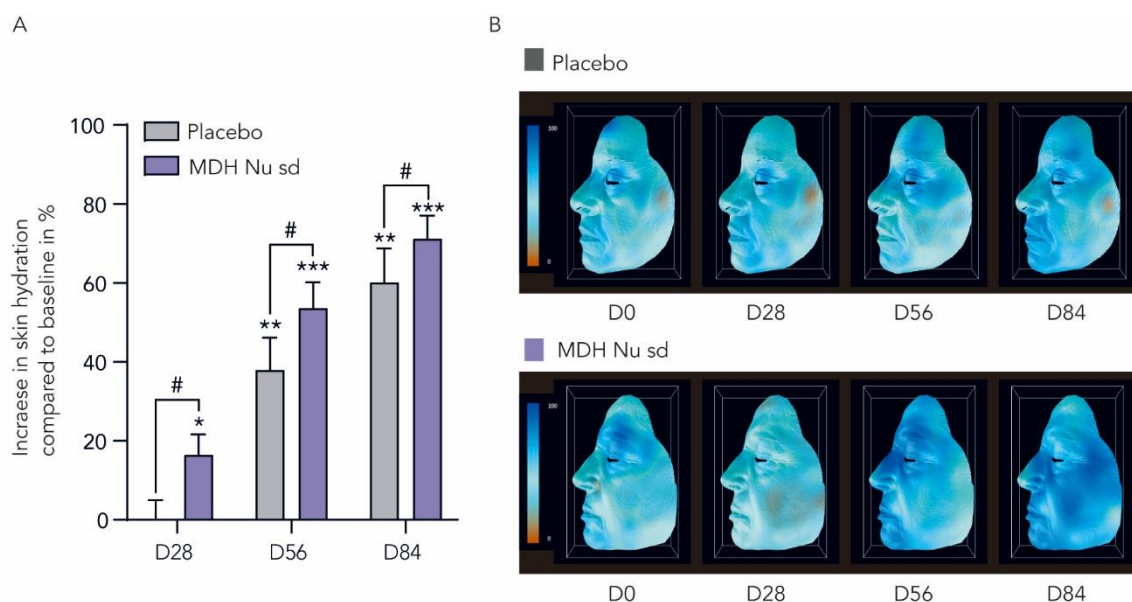 A
Placebo
MDH Nu sd
Incraese in skin hydration
compared to baseline in %
100
80
60
40
20
0
#
*
#
**
***
#
**
***
D28
D56
D84
B
Placebo
100
0
D0
D28
D56
D84
MDH Nu sd
100
0
D0
D28
D56
D84